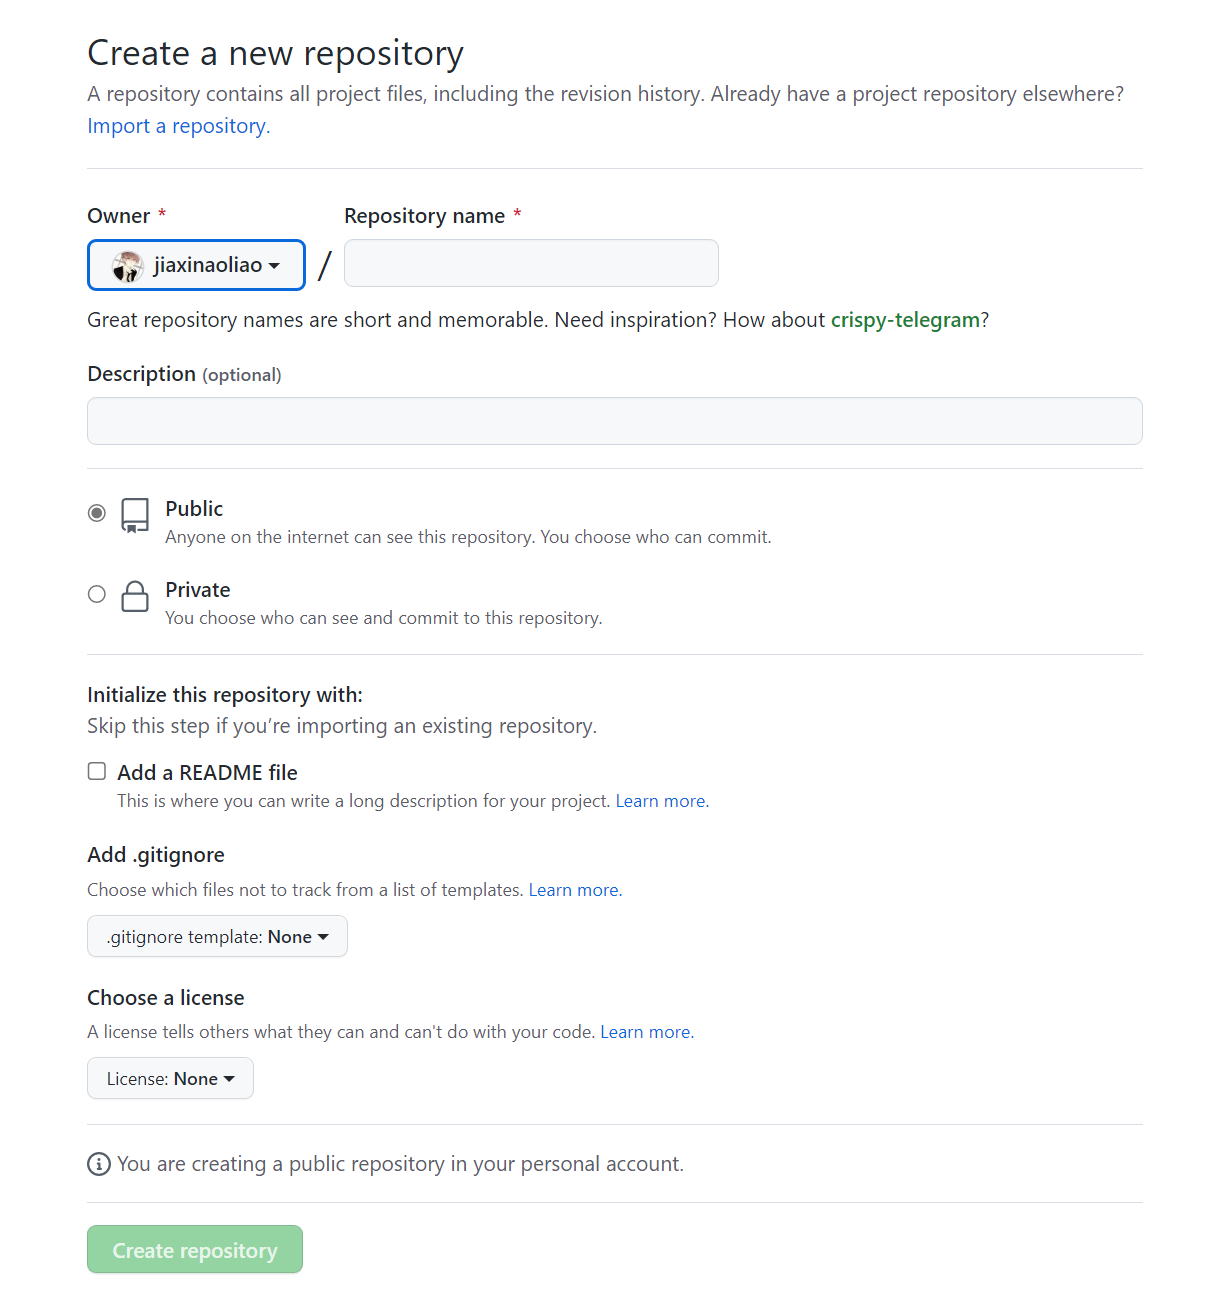 Create a new repository
A repository contains all project files, including the revision history. Already have a project repository elsewhere?
Import a repository.
Owner * Repository name *
jiaxinaoliao /
Great repository names are short and memorable. Need inspiration? How about crispy-telegram?
Description (optional)
Public
Anyone on the internet can see this repository. You choose who can commit.
Private
You choose who can see and commit to this repository.
Initialize this repository with:
Skip this step if you’re importing an existing repository.
Add a README file
This is where you can write a long description for your project. Learn more.
Add .gitignore
Choose which files not to track from a list of templates. Learn more.
.gitignore template: None
Choose a license
A license tells others what they can and can't do with your code. Learn more.
License: None
You are creating a public repository in your personal account.
Create repository